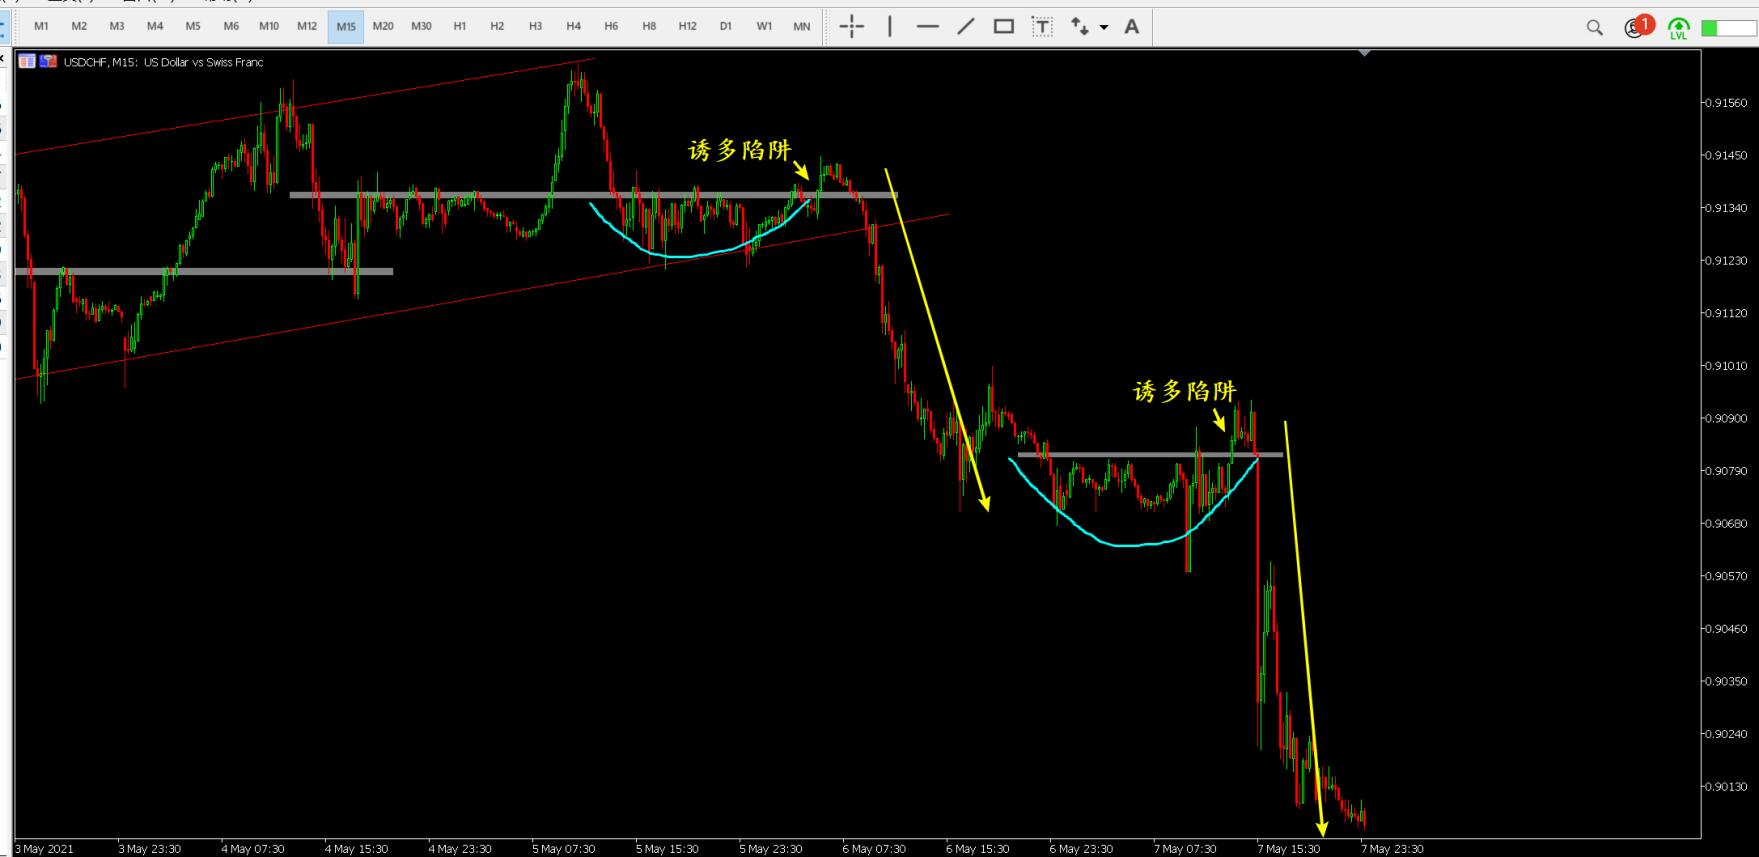 M1 M2 M3 M4 M5 M6 M10 M12 M15 M20 M30 H1 H2 H3 H4 H6 H8 H12 D1 W1 MN T A 1 LVL
USDCHF, M15: US Dollar vs Swiss Franc
诱多陷阱
诱多陷阱
0.91560
0.91450
0.91340
0.91230
0.91120
0.91010
0.90900
0.90790
0.90680
0.90570
0.90460
0.90350
0.90240
0.90130
3 May 2021 3 May 23:30 4 May 07:30 4 May 15:30 4 May 23:30 5 May 07:30 5 May 15:30 5 May 23:30 6 May 07:30 6 May 15:30 6 May 23:30 7 May 07:30 7 May 15:30 7 May 23:30